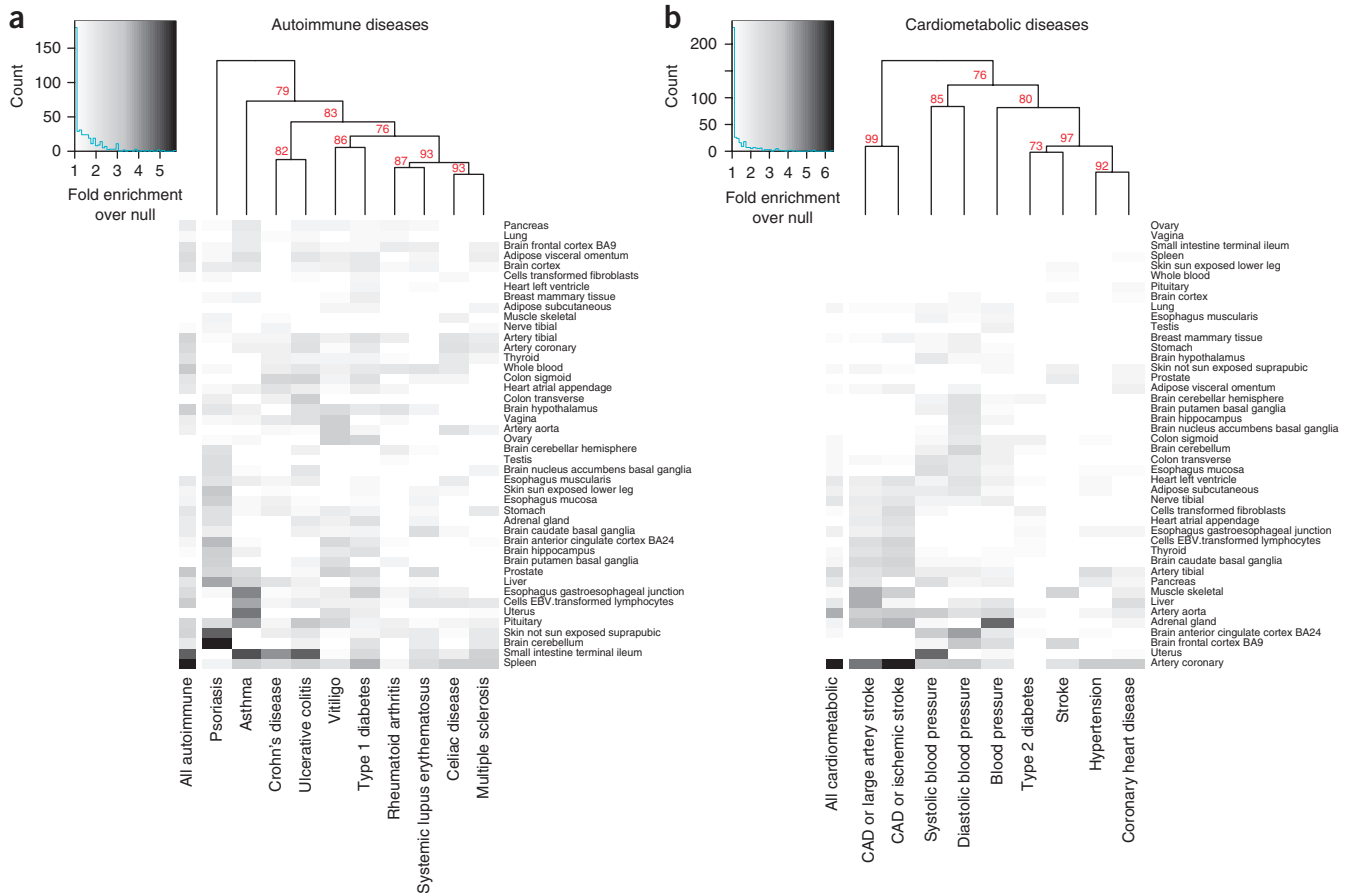 a
Autoimmune diseases
150
100
50
0
Count
1 2 3 4 5
Fold enrichment
over null
79
83
76
82
86
87
93
93
Pancreas
Lung
Brain frontal cortex BA9
Adipose visceral omentum
Brain cortex
Cells transformed fibroblasts
Heart left ventricle
Breast mammary tissue
Adipose subcutaneous
Muscle skeletal
Nerve tibial
Artery tibial
Artery coronary
Thyroid
Whole blood
Colon sigmoid
Heart atrial appendage
Colon transverse
Brain hypothalamus
Vagina
Artery aorta
Ovary
Brain cerebellar hemisphere
Testis
Brain nucleus accumbens basal ganglia
Esophagus muscularis
Skin sun exposed lower leg
Esophagus mucosa
Stomach
Adrenal gland
Brain caudate basal ganglia
Brain anterior cingulate cortex BA24
Brain hippocampus
Brain putamen basal ganglia
Prostate
Liver
Esophagus gastroesophageal junction
Cells EBV.transformed lymphocytes
Uterus
Pituitary
Skin not sun exposed suprapubic
Brain cerebellum
Small intestine terminal ileum
Spleen
All autoimmune
Psoriasis
Asthma
Crohn's disease
Ulcerative colitis
Vitiligo
Type 1 diabetes
Rheumatoid arthritis
Systemic lupus erythematosus
Celiac disease
Multiple sclerosis
b
Cardiometabolic diseases
200
100
50
0
Count
1 2 3 4 5 6
Fold enrichment
over null
76
85
80
99
97
73
92
Ovary
Vagina
Small intestine terminal ileum
Spleen
Skin sun exposed lower leg
Whole blood
Pituitary
Brain cortex
Lung
Esophagus muscularis
Testis
Breast mammary tissue
Stomach
Brain hypothalamus
Skin not sun exposed suprapubic
Prostate
Adipose visceral omentum
Brain cerebellar hemisphere
Brain putamen basal ganglia
Brain hippocampus
Brain nucleus accumbens basal ganglia
Colon sigmoid
Brain cerebellum
Colon transverse
Esophagus mucosa
Heart left ventricle
Adipose subcutaneous
Nerve tibial
Cells transformed fibroblasts
Heart atrial appendage
Esophagus gastroesophageal junction
Cells EBV.transformed lymphocytes
Thyroid
Brain caudate basal ganglia
Artery tibial
Pancreas
Muscle skeletal
Liver
Artery aorta
Adrenal gland
Brain anterior cingulate cortex BA24
Brain frontal cortex BA9
Uterus
Artery coronary
All cardiometabolic
CAD or large artery stroke
CAD or ischemic stroke
Systolic blood pressure
Diastolic blood pressure
Blood pressure
Type 2 diabetes
Stroke
Hypertension
Coronary heart disease